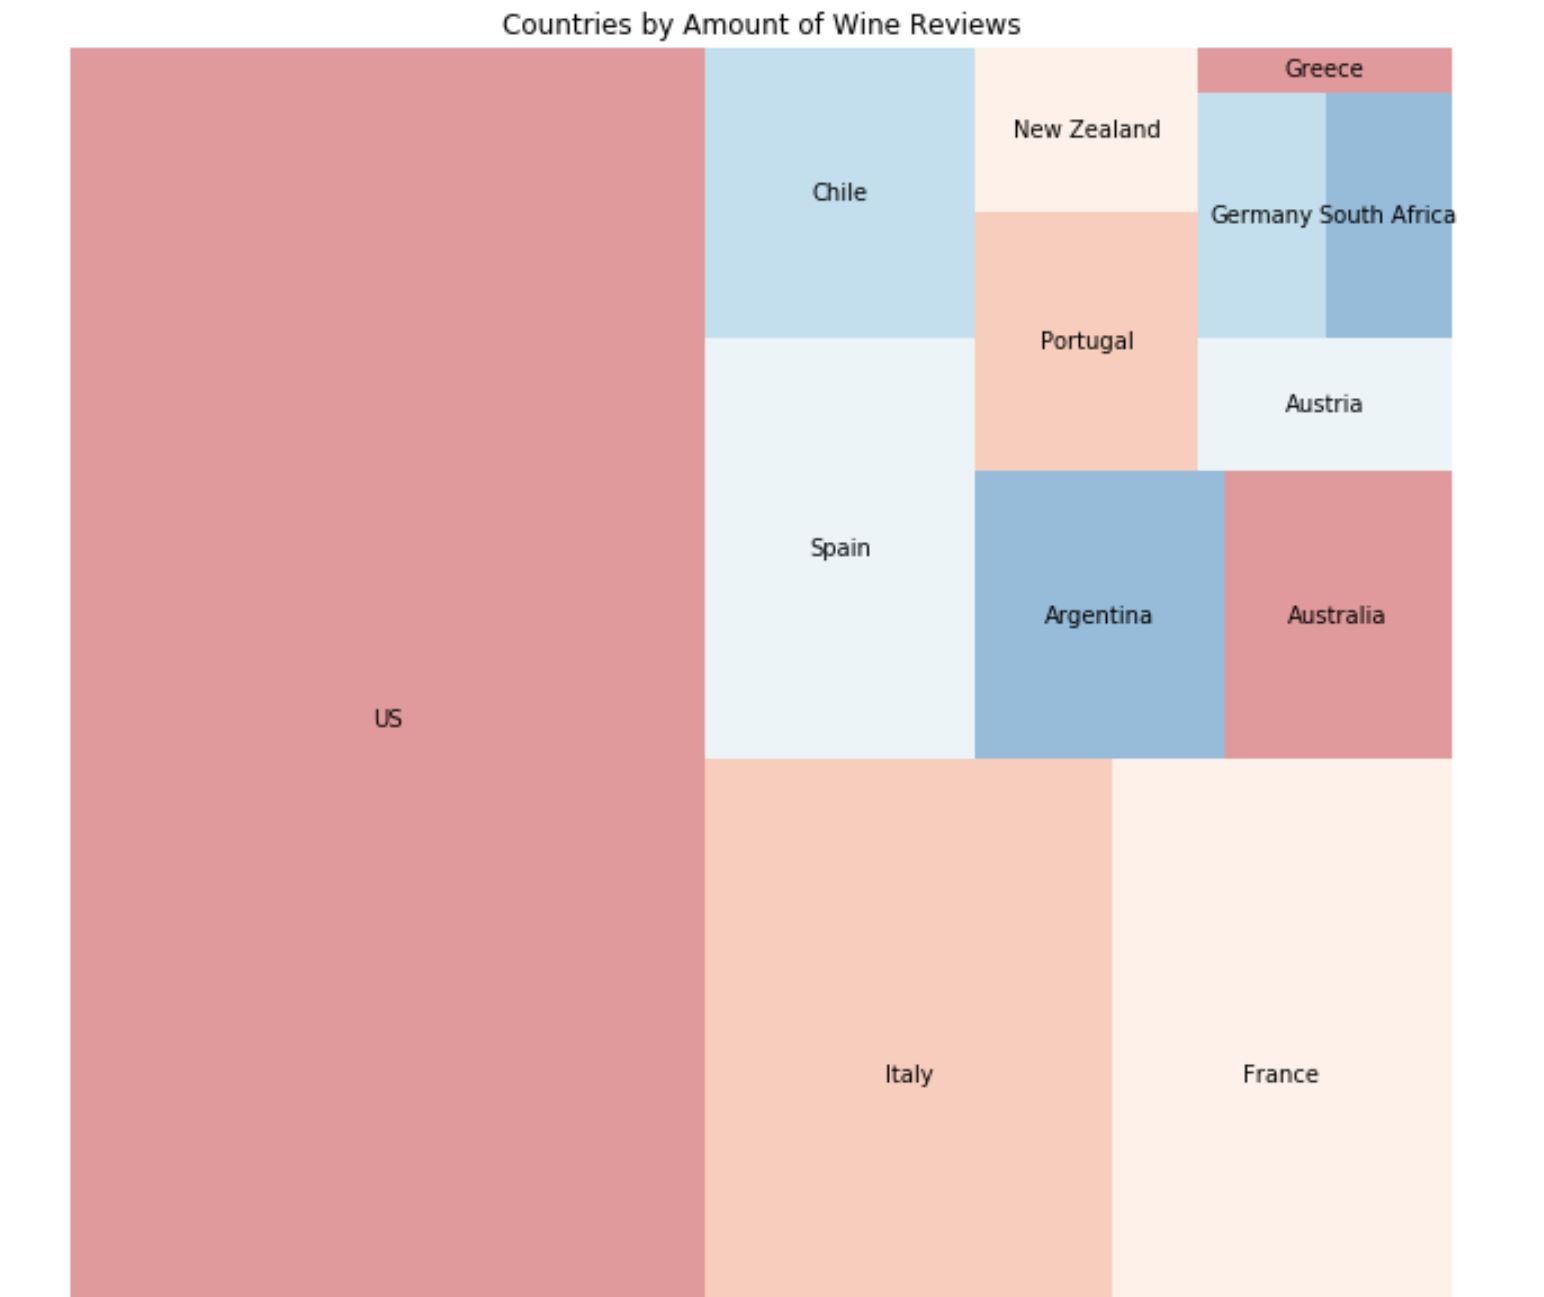 Countries by Amount of Wine Reviews
Greece
New Zealand
Chile
Germany
South Africa
Portugal
Austria
Spain
Argentina
Australia
US
Italy
France